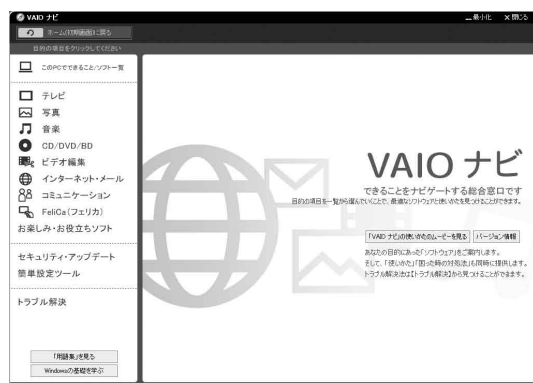 VAIO ナビ
最小化 ×閉じる
ホーム(初期画面)に戻る
目的の項目をクリックしてください
このPCでできること/ソフト一覧
テレビ
写真
音楽
CD/DVD/BD
ビデオ編集
インターネット・メール
コミュニケーション
FeliCa(フェリカ)
お楽しみ・お役立ちソフト
セキュリティ・アップデート
簡単設定ツール
トラブル解決
「用語集」を見る
Windowsの基礎を学ぶ
VAIO ナビ
できることをナビゲートする総合窓口です
目的の項目を一覧から選んでいくことで、最適なソフトウェアと使いかたを見つけることができます。
「VAIO ナビ」の使いかたのムービーを見る バージョン情報
あなたの目的にあった「ソフトウェア」をご案内します。
そして、「使いかた」「困った時の対処法」も同時に提供します。
トラブル解決法は【トラブル解決】から見つけることができます。